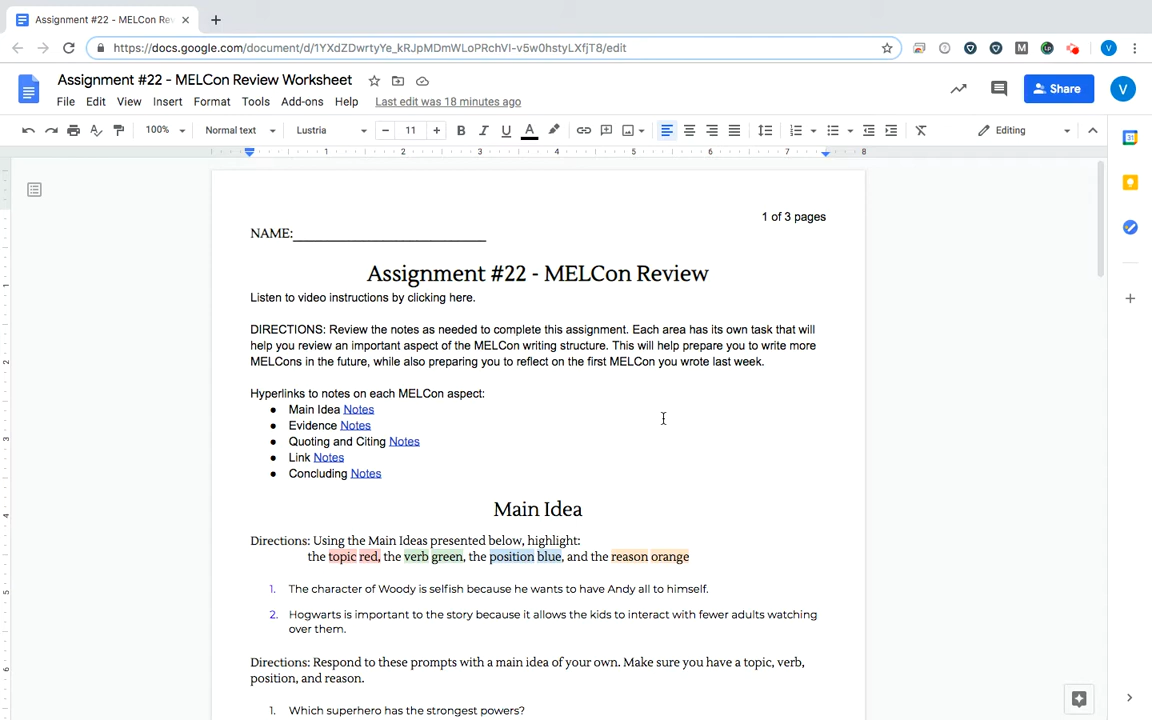 Assignment #22 - MELCon Rev
https://docs.google.com/document/d/1YXdZDwrtyYe_kRJpMDmWLoPRchVI-v5w0hstyLXfjT8/edit
Assignment #22 - MELCon Review Worksheet
File Edit View Insert Format Tools Add-ons Help Last edit was 18 minutes ago
Share
V
100% Normal text Lustria 11 Editing
1 2 3 4 5 6 7 8
1 of 3 pages
NAME:____________________________
Assignment #22 - MELCon Review
Listen to video instructions by clicking here.
DIRECTIONS: Review the notes as needed to complete this assignment. Each area has its own task that will
help you review an important aspect of the MELCon writing structure. This will help prepare you to write more
MELCons in the future, while also preparing you to reflect on the first MELCon you wrote last week.
Hyperlinks to notes on each MELCon aspect:
● Main Idea Notes
● Evidence Notes
● Quoting and Citing Notes
● Link Notes
● Concluding Notes
Main Idea
Directions: Using the Main Ideas presented below, highlight:
the topic red, the verb green, the position blue, and the reason orange
1. The character of Woody is selfish because he wants to have Andy all to himself.
2. Hogwarts is important to the story because it allows the kids to interact with fewer adults watching
over them.
Directions: Respond to these prompts with a main idea of your own. Make sure you have a topic, verb,
position, and reason.
1. Which superhero has the strongest powers?